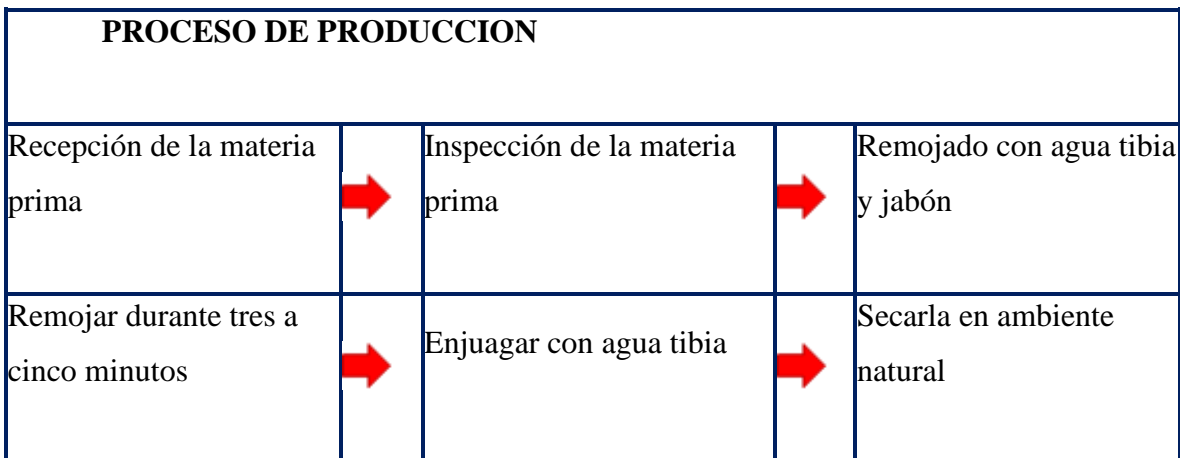 PROCESO DE PRODUCCION
Recepción de la materia
prima
Inspección de la materia
prima
Remojado con agua tibia
y jabón
Remojar durante tres a
cinco minutos
Enjuagar con agua tibia
Secarla en ambiente
natural